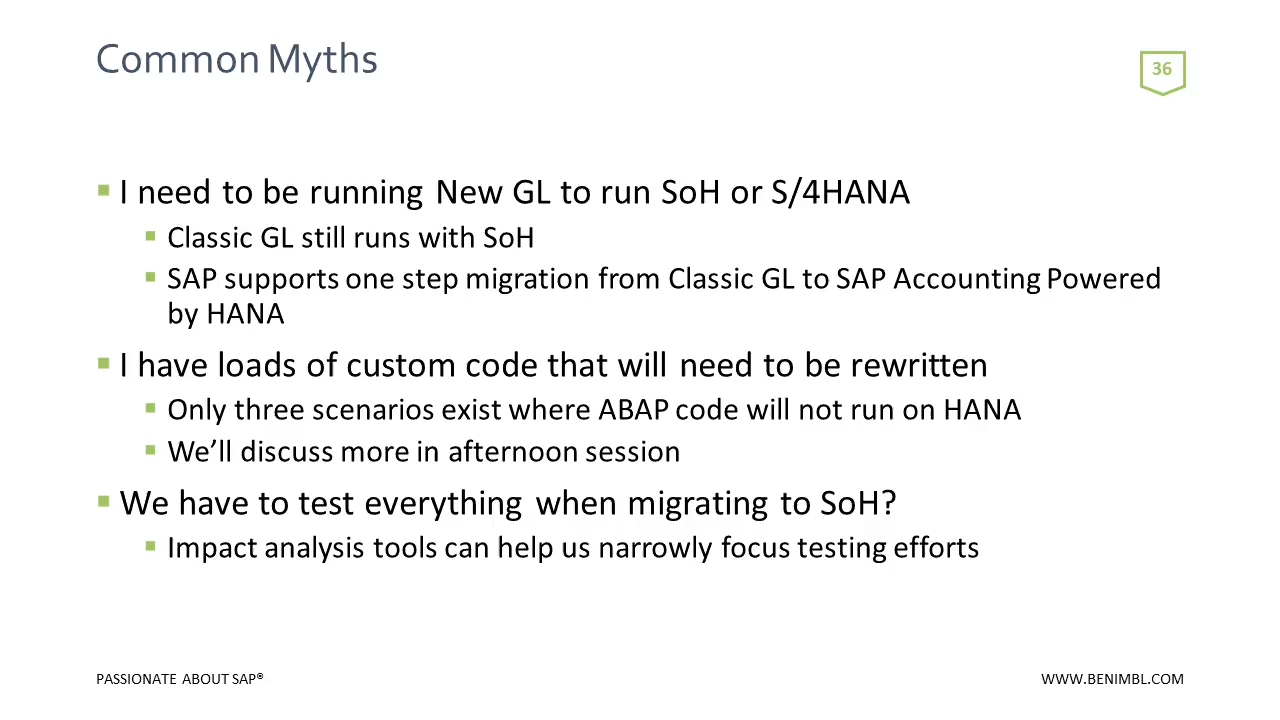 Common Myths
36
I need to be running New GL to run SoH or S/4HANA
Classic GL still runs with SoH
SAP supports one step migration from Classic GL to SAP Accounting Powered
by HANA
I have loads of custom code that will need to be rewritten
Only three scenarios exist where ABAP code will not run on HANA
We’ll discuss more in afternoon session
We have to test everything when migrating to SoH?
Impact analysis tools can help us narrowly focus testing efforts
PASSIONATE ABOUT SAP®
WWW.BENIMBL.COM